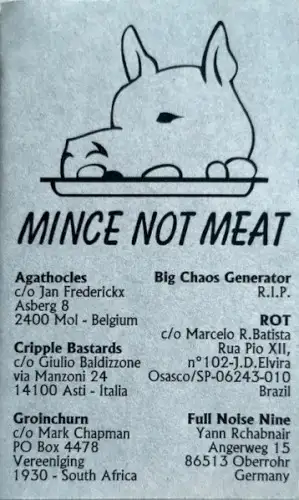 MINCE NOT MEAT
Agathocles
c/o Jan Frederickx
Asberg 8
2400 Mol - Belgium
Cripple Bastards
c/o Giulio Baldizzone
via Manzoni 24
14100 Asti - Italia
Groinchurn
c/o Mark Chapman
PO Box 4478
Vereeniging
1930 - South Africa
Big Chaos Generator
R.I.P.
ROT
c/o Marcelo R.Batista
Rua Pio XII,
n°102-J.D.Elvira
Osasco/SP-06243-010
Brazil
Full Noise Nine
Yann Rchabnair
Angerweg 15
86513 Oberrohr
Germany